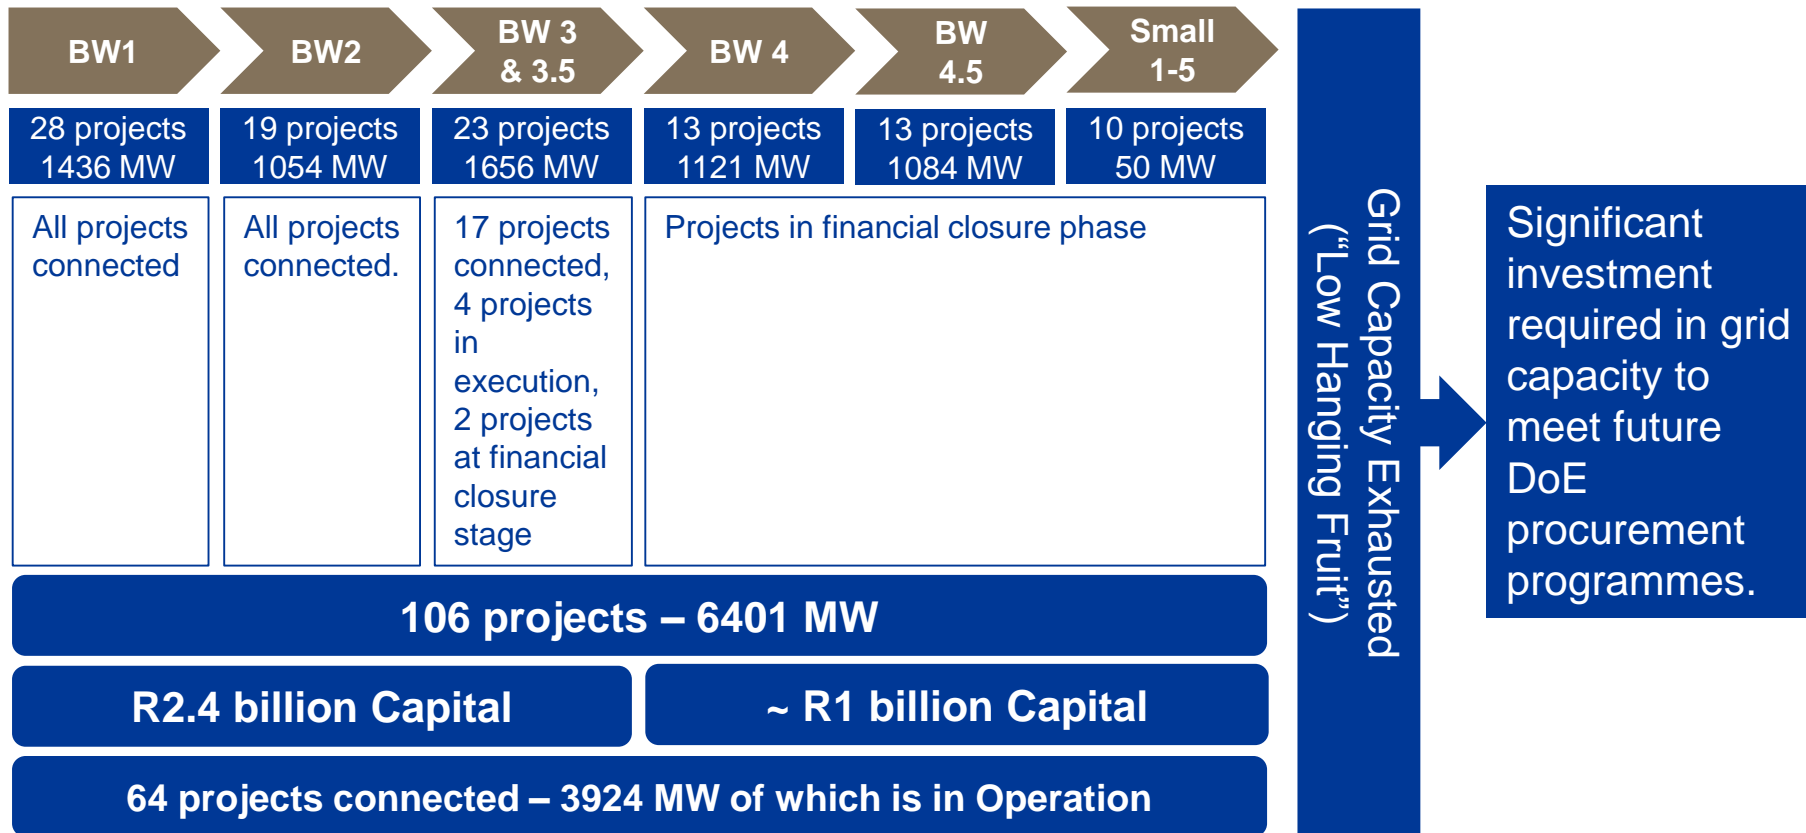 BW1
BW2
BW 3
& 3.5
BW 4
BW
4.5
Small
1-5
28 projects
1436 MW
19 projects
1054 MW
23 projects
1656 MW
13 projects
1121 MW
13 projects
1084 MW
10 projects
50 MW
All projects
connected
All projects
connected.
17 projects
connected,
4 projects
in
execution,
2 projects
at financial
closure
stage
Projects in financial closure phase
106 projects – 6401 MW
R2.4 billion Capital
~ R1 billion Capital
64 projects connected – 3924 MW of which is in Operation
Grid Capacity Exhausted
(“Low Hanging Fruit”)
Significant
investment
required in grid
capacity to
meet future
DoE
procurement
programmes.